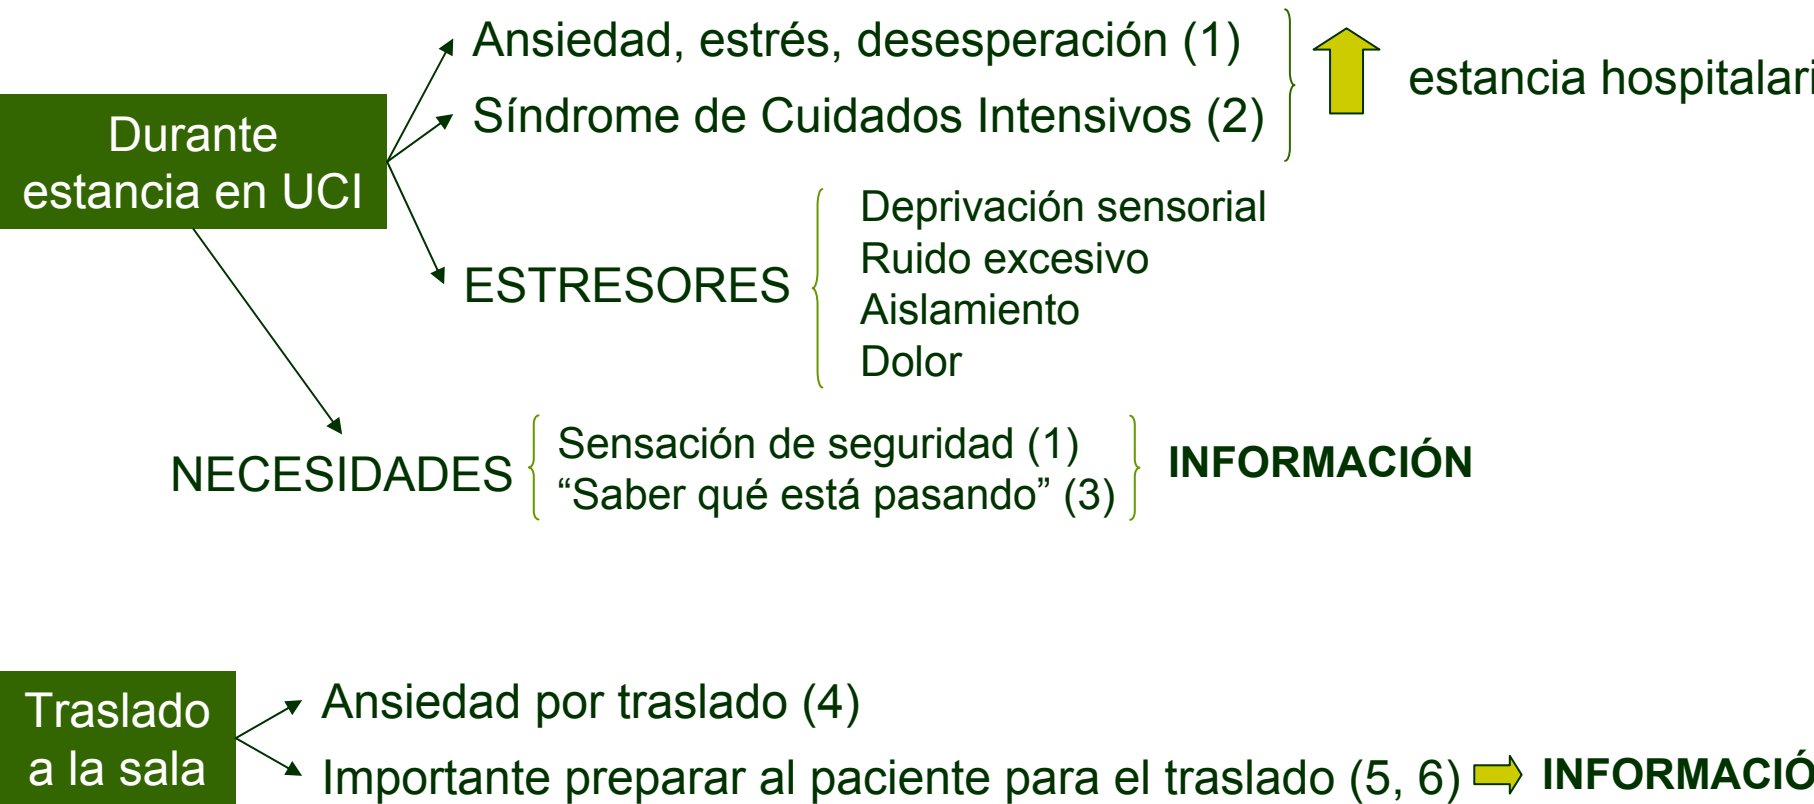 Ansiedad, estrés, desesperación (1)
estancia hospitalari
Síndrome de Cuidados Intensivos (2)
Durante
estancia en UCI
Deprivación sensorial
Ruido excesivo
ESTRESORES
Aislamiento
Dolor
Sensación de seguridad (1)
NECESIDADES
“Saber qué está pasando” (3)
INFORMACIÓN
Traslado
a la sala
Ansiedad por traslado (4)
Importante preparar al paciente para el traslado (5, 6)
INFORMACIÓ